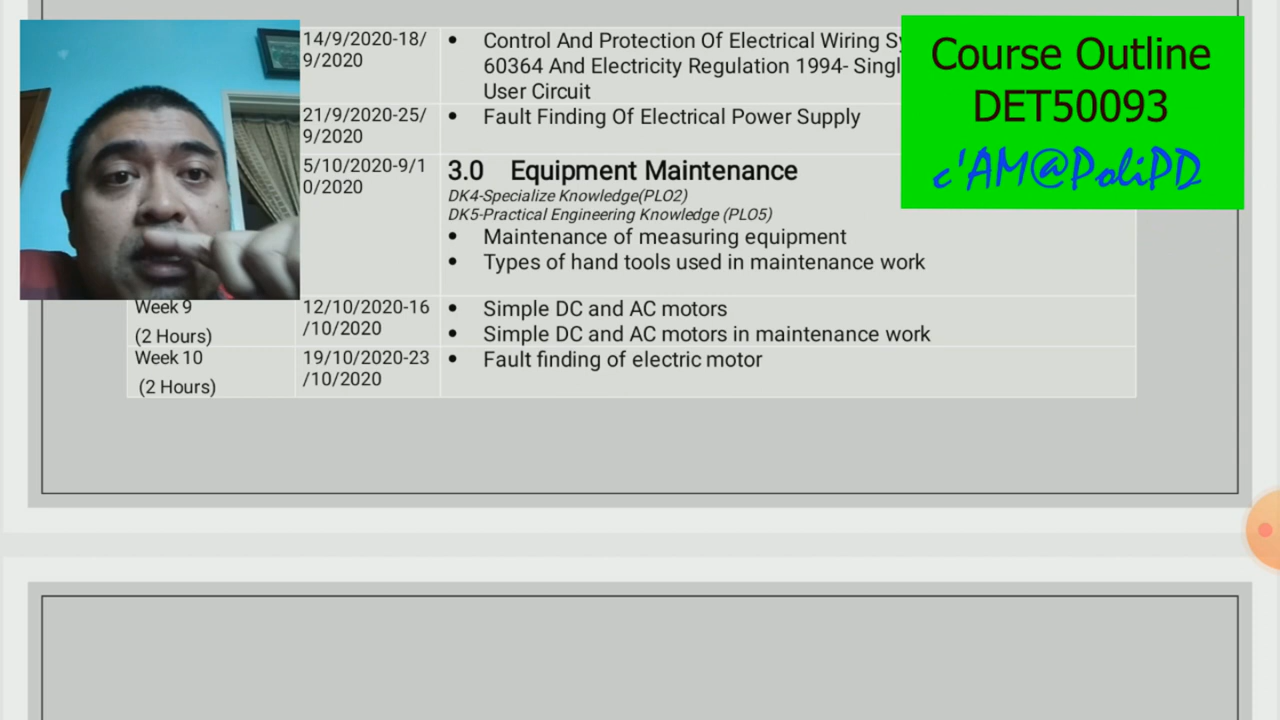 14/9/2020-18/
9/2020
• Control And Protection Of Electrical Wiring
60364 And Electricity Regulation 1994-
User Circuit
21/9/2020-25/
9/2020
• Fault Finding Of Electrical Power Supply
5/10/2020-9/1
0/2020
3.0 Equipment Maintenance
DK4-Specialize Knowledge(PLO2)
DK5-Practical Engineering Knowledge (PLO5)
• Maintenance of measuring equipment
• Types of hand tools used in maintenance work
Week 9
(2 Hours)
12/10/2020-16
/10/2020
• Simple DC and AC motors
• Simple DC and AC motors in maintenance work
Week 10
(2 Hours)
19/10/2020-23
/10/2020
• Fault finding of electric motor
Course Outline
DET50093
c'AM@PoliPD